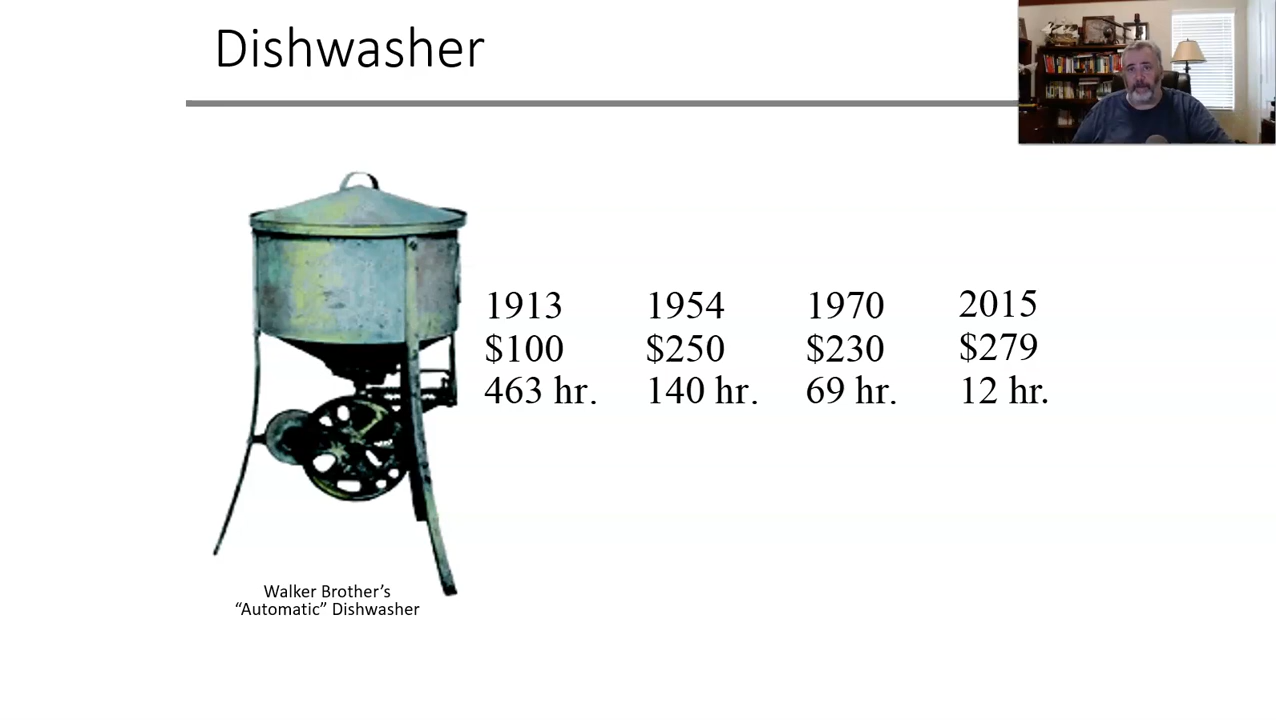 Dishwasher
1913 1954 1970 2015
$100 $250 $230 $279
463 hr. 140 hr. 69 hr. 12 hr.
Walker Brother’s
“Automatic” Dishwasher